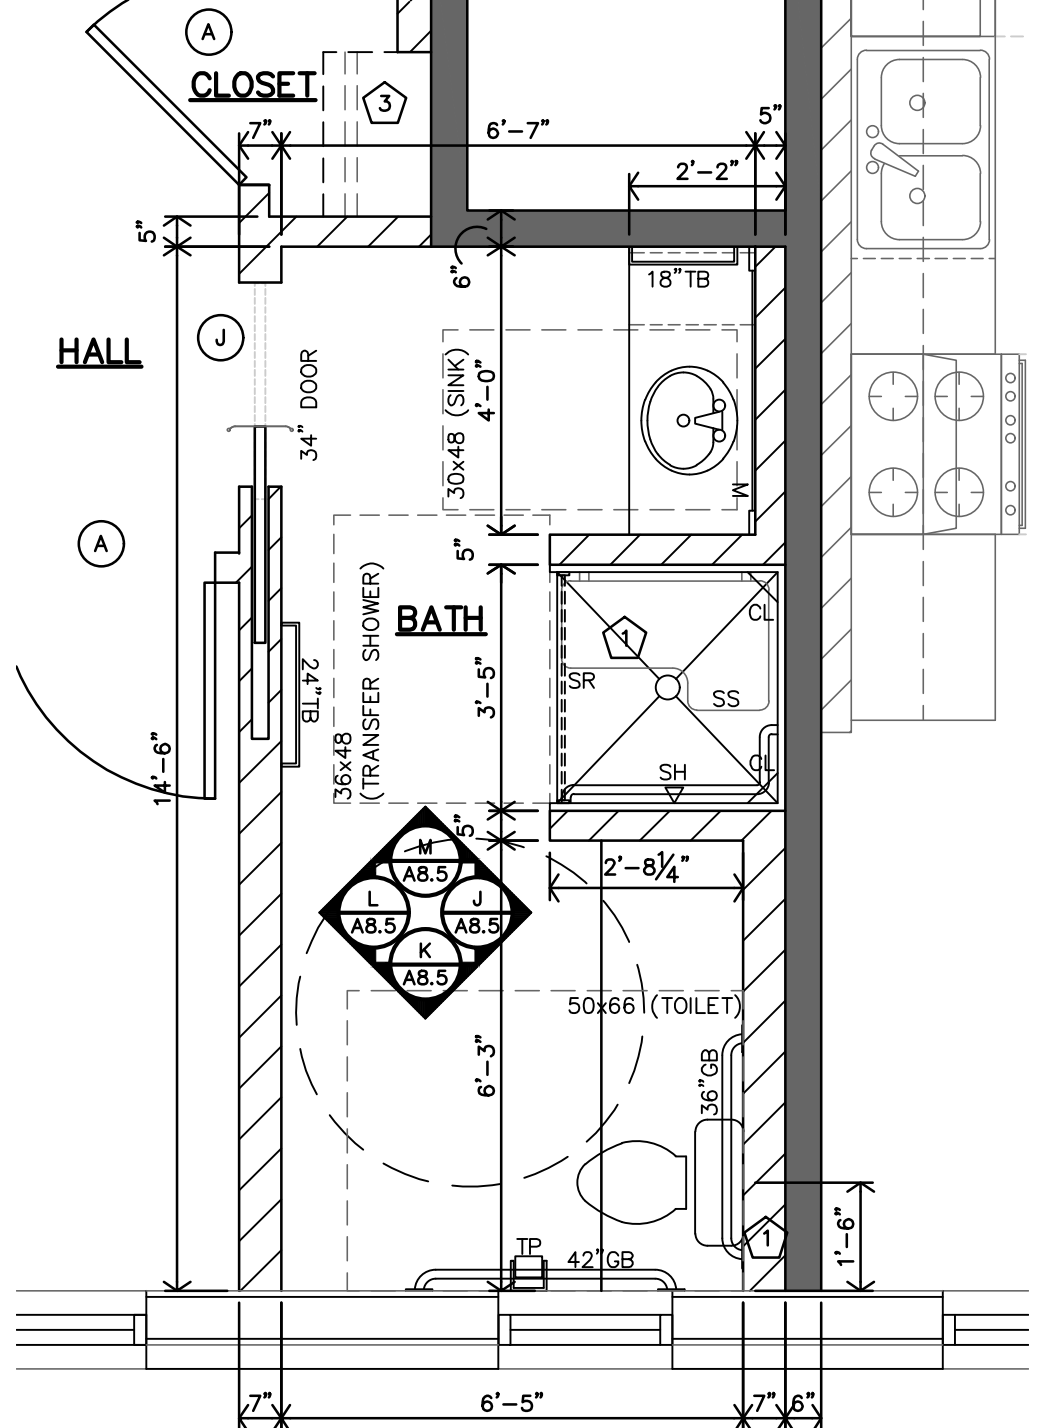 A
CLOSET
3
7"
6'-7"
5"
2'-2"
5"
6"
18"TB
HALL
J
34" DOOR
30x48 (SINK)
4'-0"
M
A
5"
36x48
(TRANSFER SHOWER)
BATH
1
CL
24"TB
3'-5"
SR
SS
14'-6"
SH
CL
5"
M
A8.5
2'-8¼"
L
A8.5
J
A8.5
K
A8.5
50x66 (TOILET)
6'-3"
36"GB
1'-6"
1
TP
42"GB
7"
6'-5"
7"
6"